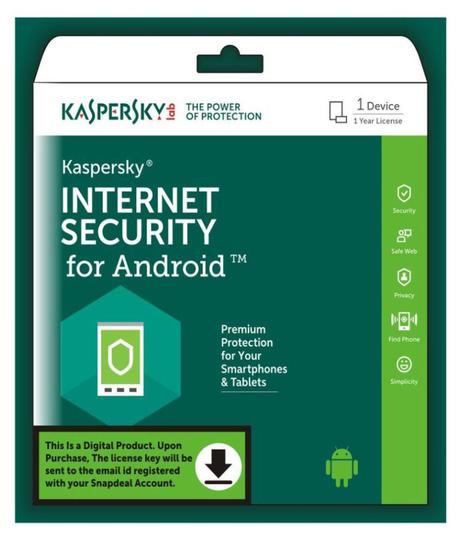 KASPERSKY lab
THE POWER
OF PROTECTION
1 Device
1 Year License
Kaspersky®
INTERNET
SECURITY
for Android™
Security
Safe Web
Privacy
Find Phone
Simplicity
Premium
Protection
for Your
Smartphones
& Tablets
This Is a Digital Product. Upon
Purchase, The license key will be
sent to the email id registered
with your Snapdeal Account.